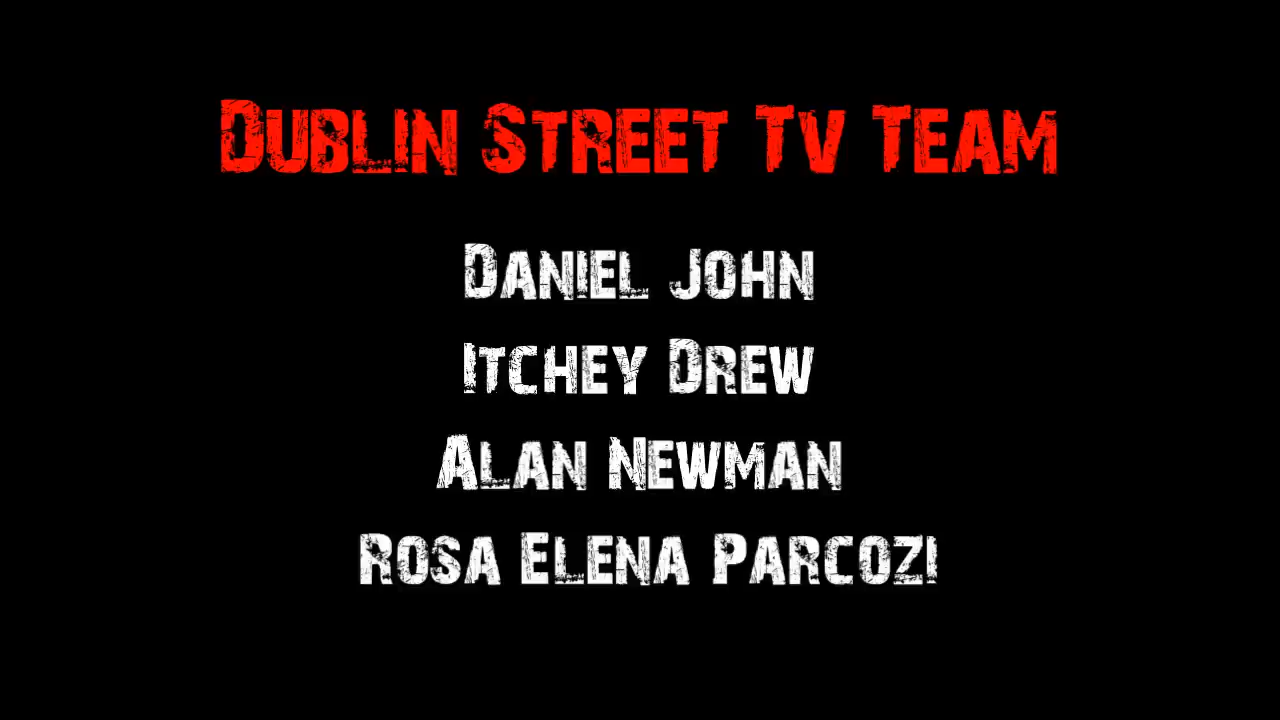 Dublin Street Tv Team
Daniel John
Itchey Drew
Alan Newman
Rosa Elena Parcozi